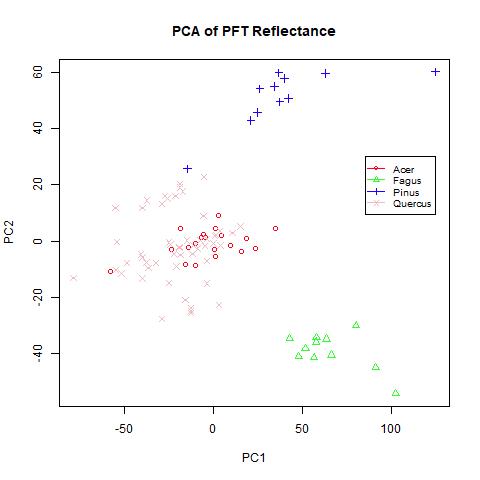 PCA of PFT Reflectance
PC2
60
40
20
0
-20
-40
Acer
Fagus
Pinus
Quercus
-50 0 50 100
PC1